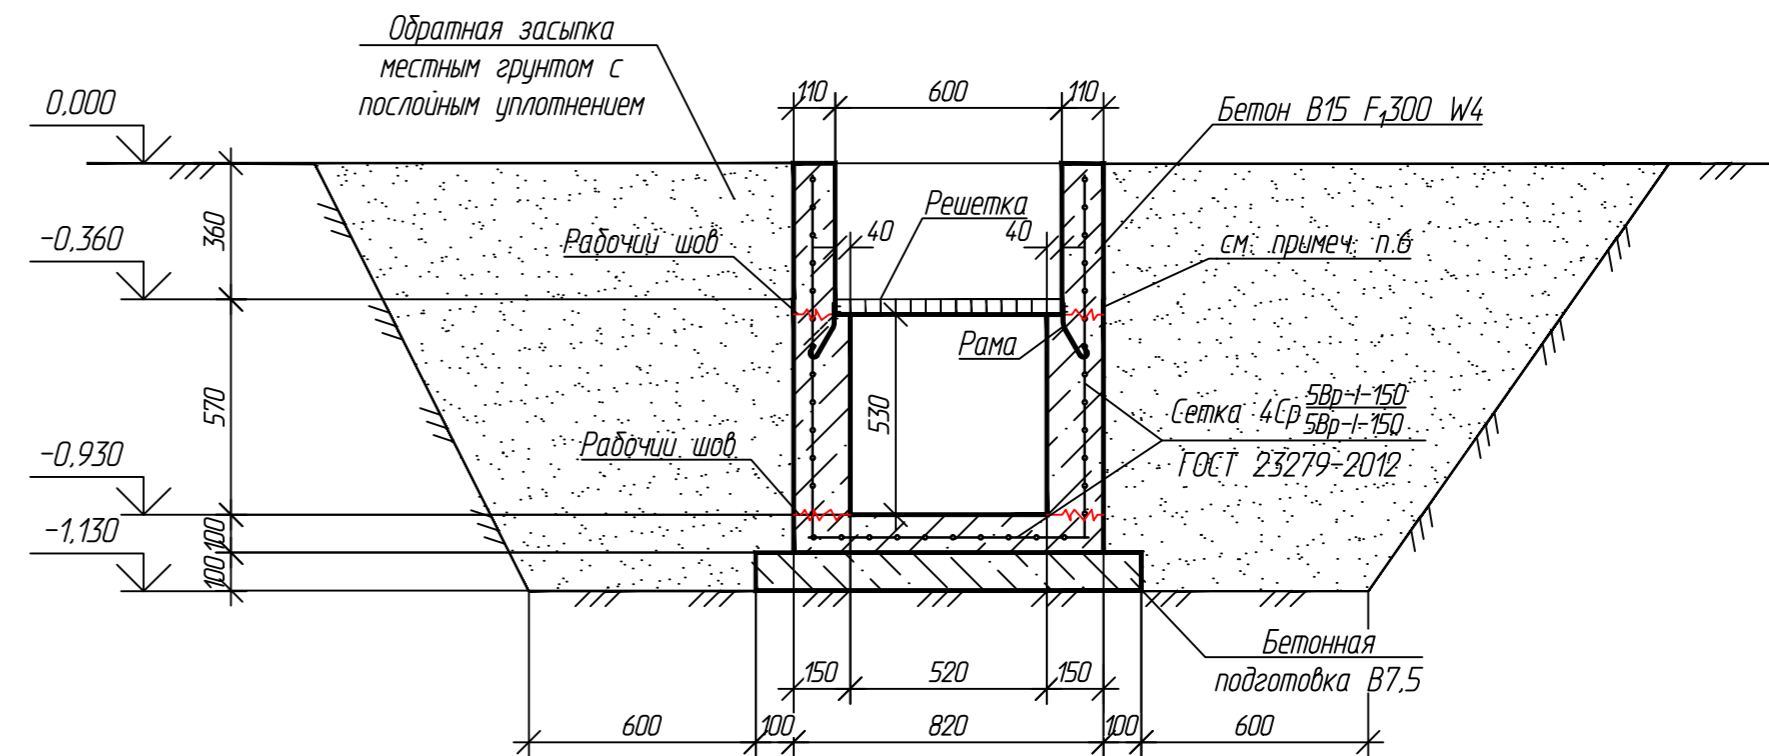 Обратная засыпка
местным грунтом с
послойным уплотнением
0,000
110
600
110
Бетон В15 F₁300 W4
Решетка
40
40
Рабочий шов
см. примеч. п.6
-0,360
360
Рама
570
530
Сетка 4Ср 5Вр-I-150
5Вр-I-150
ГОСТ 23279-2012
Рабочий шов
-0,930
-1,130
100
100
Бетонная
подготовка В7,5
150
520
150
600
100
820
100
600